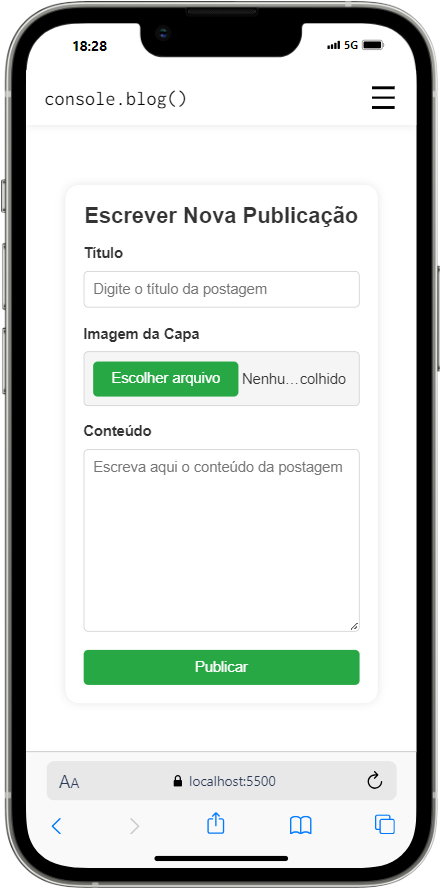 18:28
5G
console.blog()
Escrever Nova Publicação
Título
Digite o título da postagem
Imagem da Capa
Escolher arquivo Nenhu…colhido
Conteúdo
Escreva aqui o conteúdo da postagem
Publicar
AA
localhost:5500